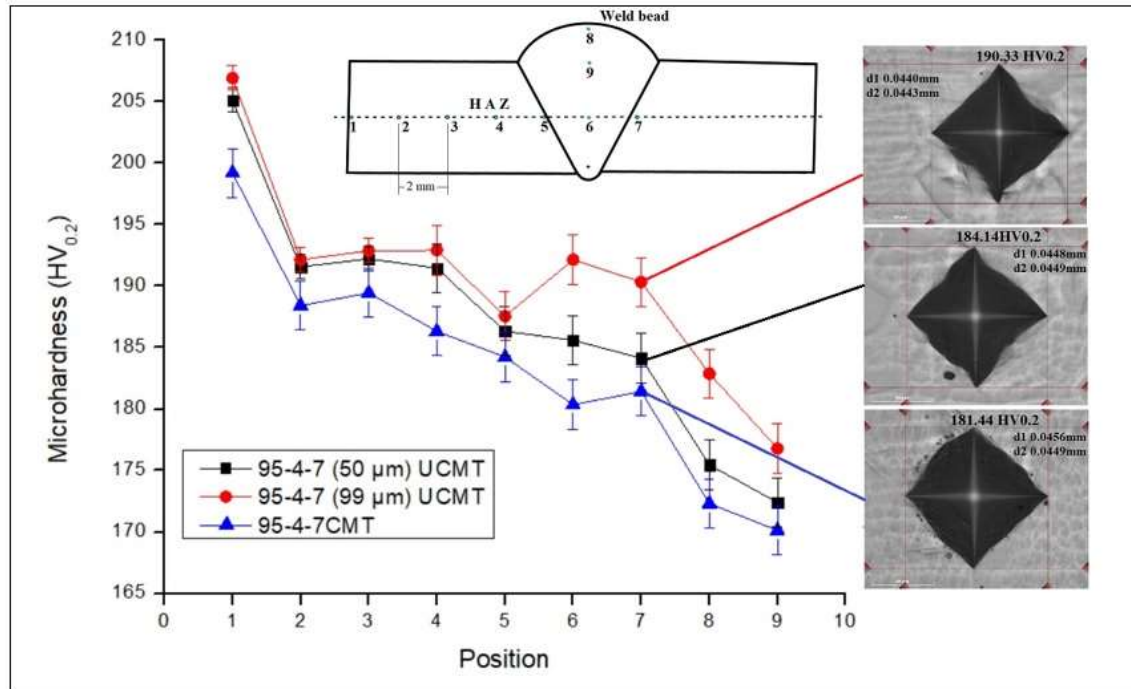 Microhardness (HV0.2)
210
205
200
195
190
185
180
175
170
165
0 1 2 3 4 5 6 7 8 9 10
Position
95-4-7 (50 μm) UCMT
95-4-7 (99 μm) UCMT
95-4-7CMT
Weld bead
8
9
H A Z
1 2 3 4 5 6 7
2 mm
190.33 HV0.2
d1 0.0440mm
d2 0.0443mm
184.14HV0.2
d1 0.0448mm
d2 0.0449mm
181.44 HV0.2
d1 0.0456mm
d2 0.0449mm